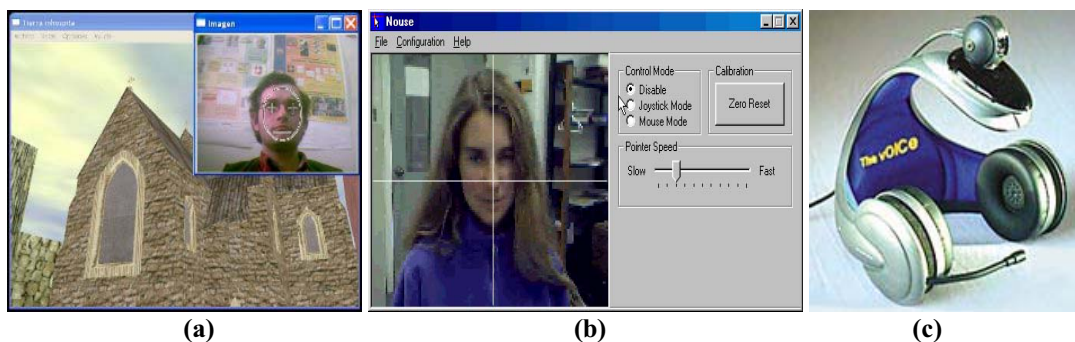 Tierra inhospita
Imagen
Nouse
File Configuration Help
Control Mode
Disable
Joystick Mode
Mouse Mode
Calibration
Zero Reset
Pointer Speed
Slow
Fast
The vOICe
(a)
(b)
(c)